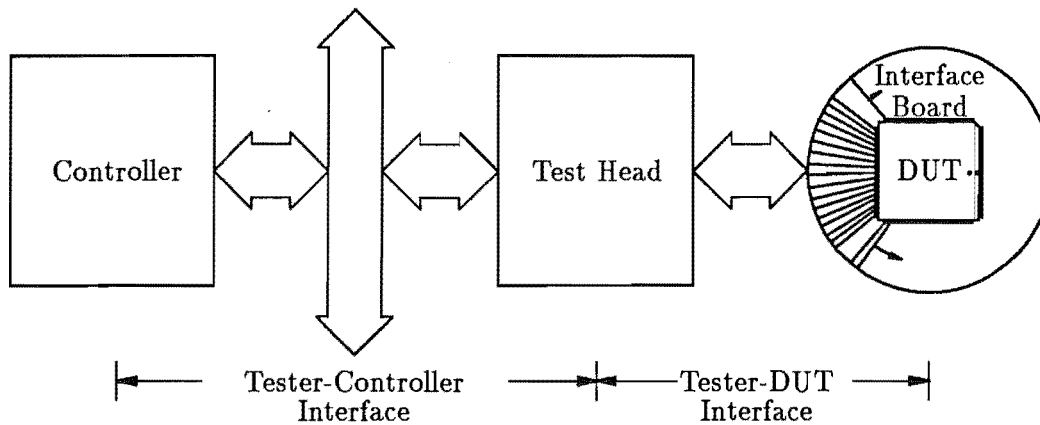 Interface
Board
Controller
Test Head
DUT
Tester-Controller
Interface
Tester-DUT
Interface